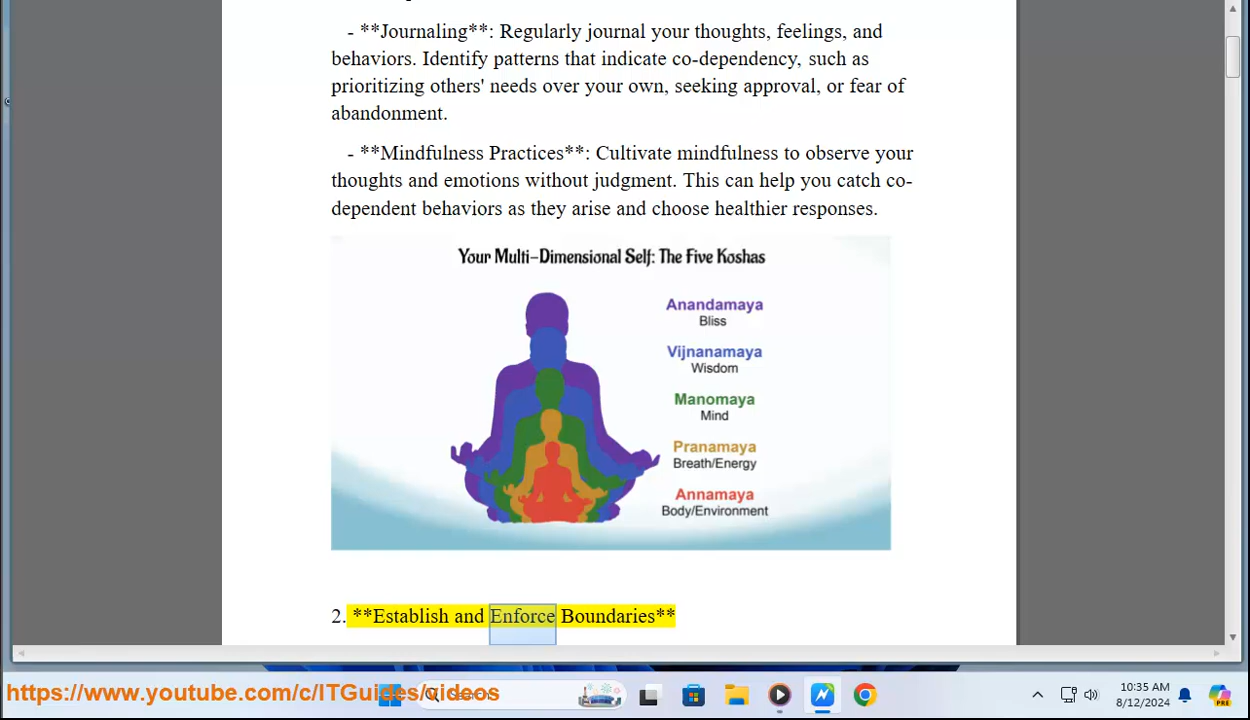 - **Journaling**: Regularly journal your thoughts, feelings, and
behaviors. Identify patterns that indicate co-dependency, such as
prioritizing others' needs over your own, seeking approval, or fear of
abandonment.
- **Mindfulness Practices**: Cultivate mindfulness to observe your
thoughts and emotions without judgment. This can help you catch co-
dependent behaviors as they arise and choose healthier responses.
Your Multi-Dimensional Self: The Five Koshas
Anandamaya
Bliss
Vijnanamaya
Wisdom
Manomaya
Mind
Pranamaya
Breath/Energy
Annamaya
Body/Environment
2. **Establish and Enforce Boundaries**
https://www.youtube.com/c/ITGuides/videos
10:35 AM
8/12/2024
PRE